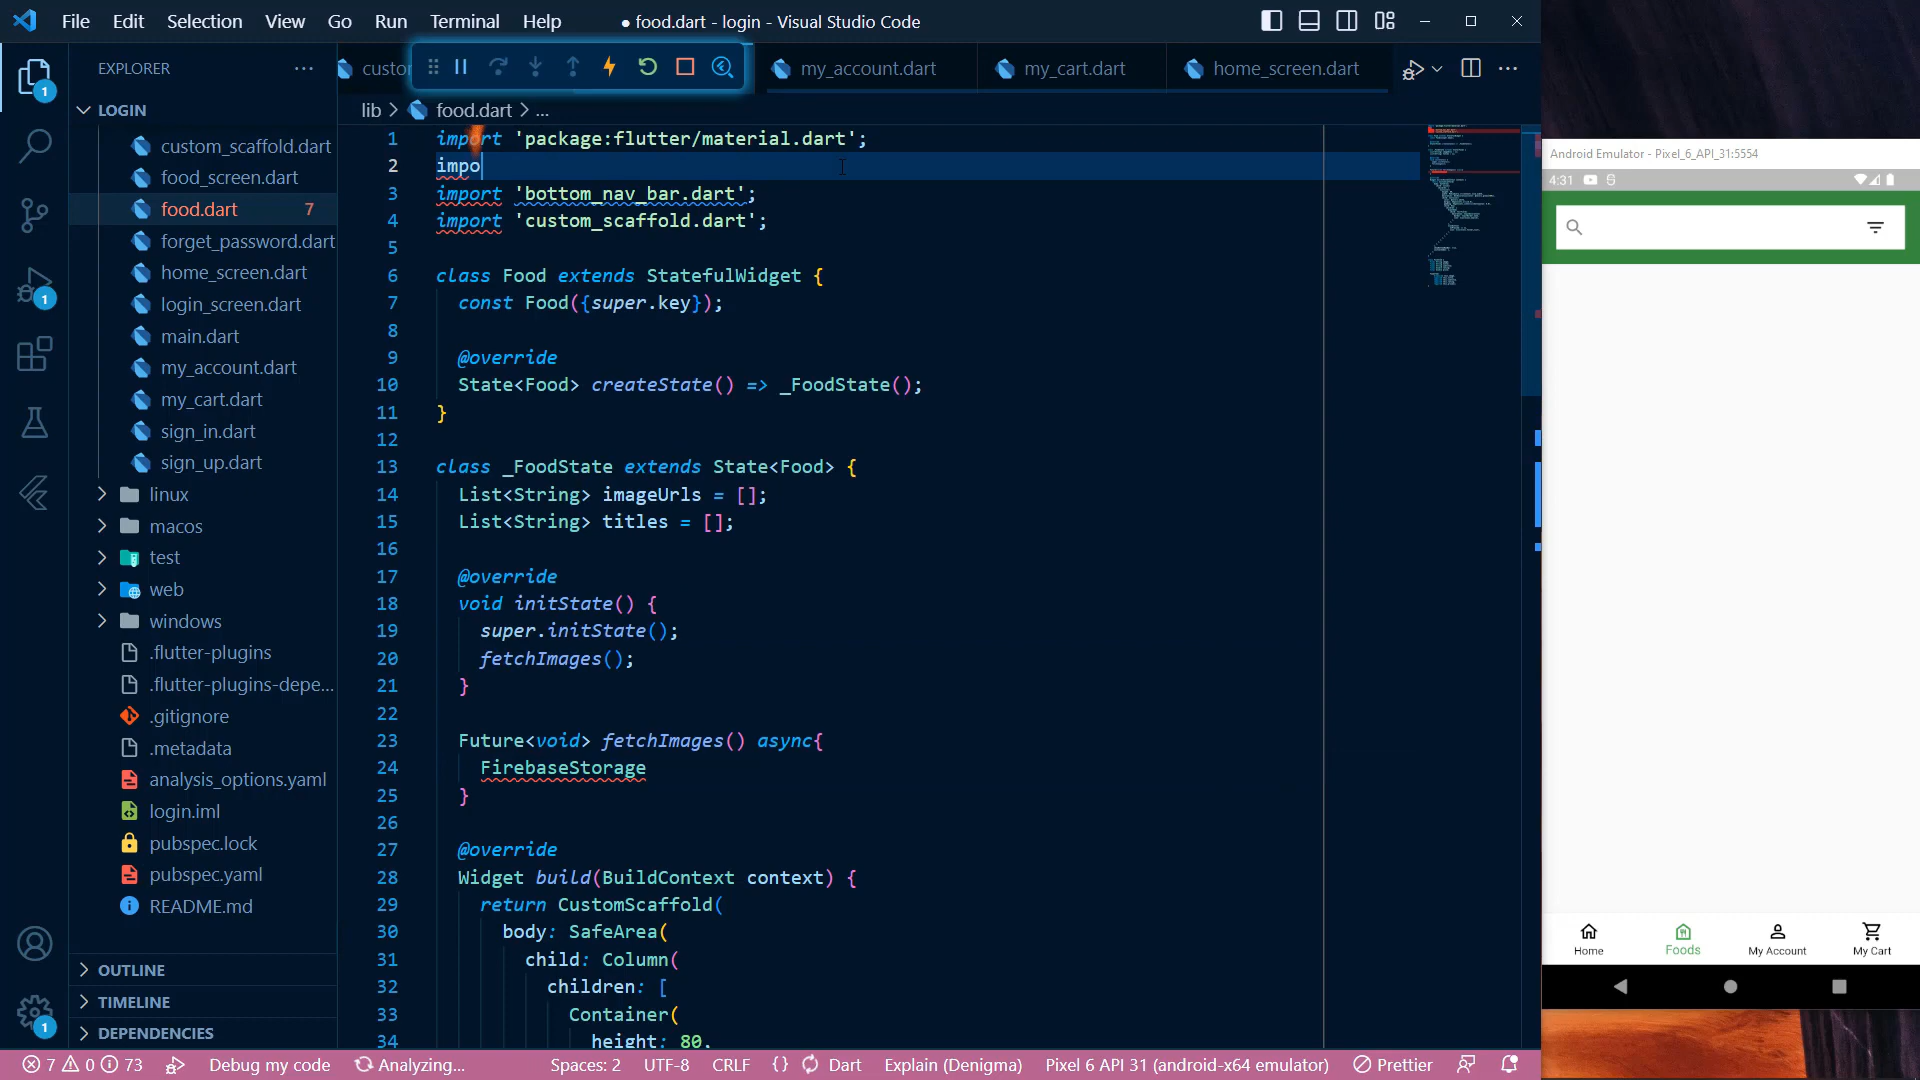 File Edit Selection View Go Run Terminal Help
● food.dart - login - Visual Studio Code
EXPLORER
custor
my_account.dart
my_cart.dart
home_screen.dart
LOGIN
lib > food.dart > ...
custom_scaffold.dart
food_screen.dart
food.dart 7
forget_password.dart
home_screen.dart
login_screen.dart
main.dart
my_account.dart
my_cart.dart
sign_in.dart
sign_up.dart
linux
macos
test
web
windows
.flutter-plugins
.flutter-plugins-depe...
.gitignore
.metadata
analysis_options.yaml
login.iml
pubspec.lock
pubspec.yaml
README.md
OUTLINE
TIMELINE
DEPENDENCIES
1
1
1
1 import 'package:flutter/material.dart';
2 impo
3 import 'bottom_nav_bar.dart';
4 import 'custom_scaffold.dart';
5
6 class Food extends StatefulWidget {
7 const Food({super.key});
8
9 @override
10 State<Food> createState() => _FoodState();
11 }
12
13 class _FoodState extends State<Food> {
14 List<String> imageUrls = [];
15 List<String> titles = [];
16
17 @override
18 void initState() {
19 super.initState();
20 fetchImages();
21 }
22
23 Future<void> fetchImages() async{
24 FirebaseStorage
25 }
26
27 @override
28 Widget build(BuildContext context) {
29 return CustomScaffold(
30 body: SafeArea(
31 child: Column(
32 children: [
33 Container(
34 height: 80,
Android Emulator - Pixel_6_API_31:5554
4:31
Home
Foods
My Account
My Cart
7 0 73 Debug my code Analyzing... Spaces: 2 UTF-8 CRLF {} Dart Explain (Denigma) Pixel 6 API 31 (android-x64 emulator) Prettier